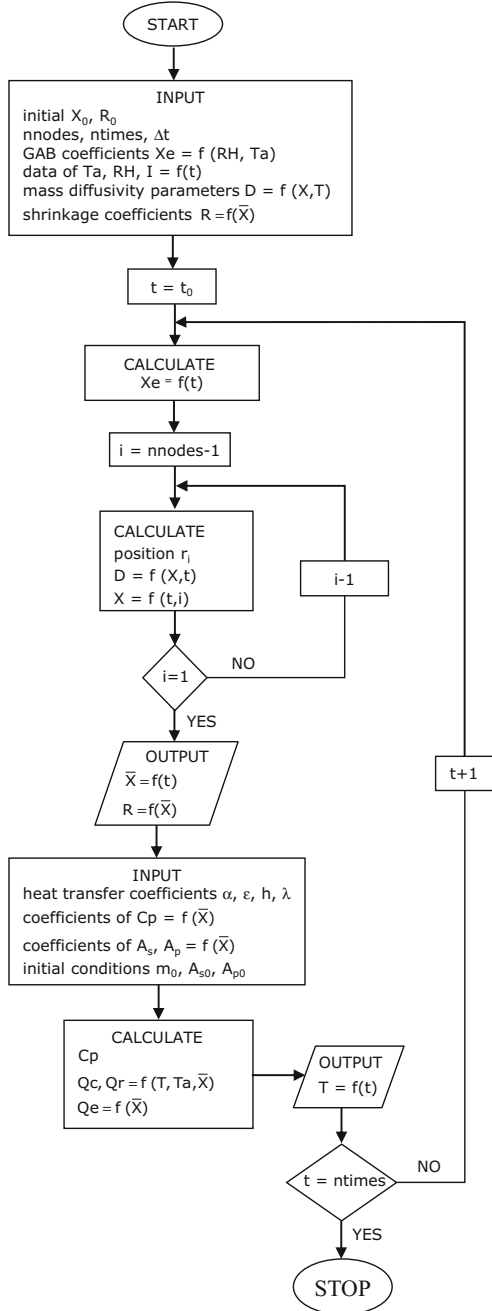 START
INPUT
initial X₀, R₀
nnodes, ntimes, Δt
GAB coefficients Xe = f (RH, Ta)
data of Ta, RH, I = f(t)
mass diffusivity parameters D = f (X,T)
shrinkage coefficients R = f(X̅)
t = t₀
CALCULATE
Xe = f(t)
i = nnodes-1
CALCULATE
position rᵢ
D = f (X,t)
X = f (t,i)
i-1
i=1
NO
YES
OUTPUT
X̅ = f(t)
R = f(X̅)
t+1
INPUT
heat transfer coefficients α, ε, h, λ
coefficients of Cp = f (X̅)
coefficients of Aₛ, Aₚ = f (X̅)
initial conditions m₀, Aₛ₀, Aₚ₀
CALCULATE
Cp
Qc, Qr = f (T, Ta, X̅)
Qe = f (X̅)
OUTPUT
T = f(t)
t = ntimes
NO
YES
STOP